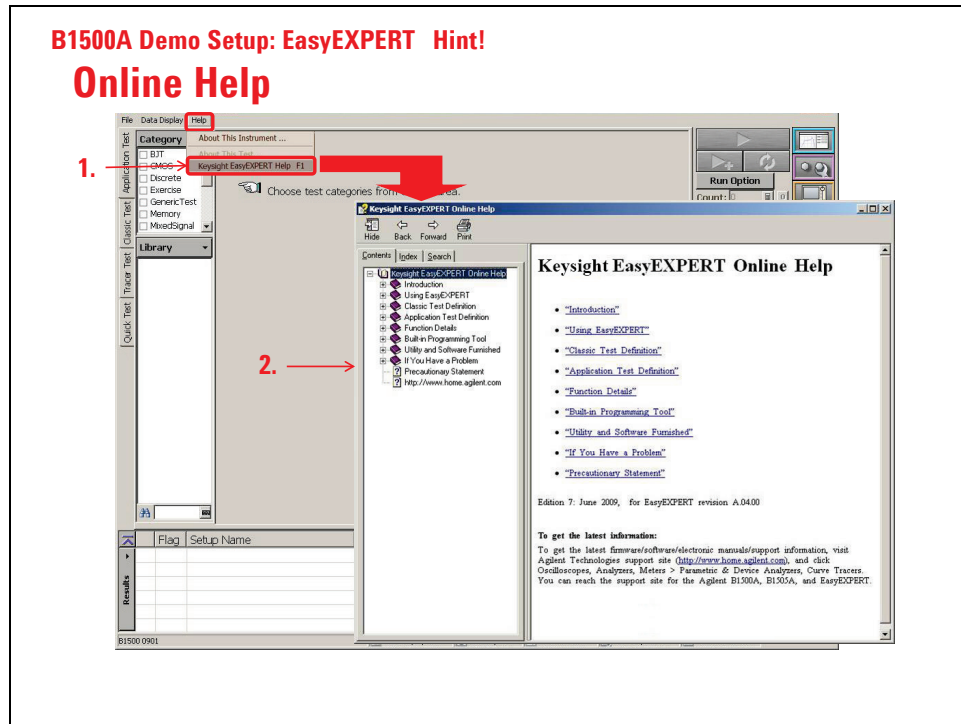 B1500A Demo Setup: EasyEXPERT Hint!
Online Help
File Data Display Help
About This Instrument ...
About This Test
Keysight EasyEXPERT Help F1
1.
Application Test
Classic Test
Tracer Test
Quick Test
Category
BJT
CMOS
Discrete
Exercise
GenericTest
Memory
MixedSignal
Library
Choose test categories from
ea.
Run Option
Count:
Keysight EasyEXPERT Online Help
Hide Back Forward Print
Contents Index Search
Keysight EasyEXPERT Online Help
Introduction
Using EasyEXPERT
Classic Test Definition
Application Test Definition
Function Details
Built-in Programming Tool
Utility and Software Furnished
If You Have a Problem
Precautionary Statement
http://www.home.agilent.com
2.
Keysight EasyEXPERT Online Help
• "Introduction"
• "Using EasyEXPERT"
• "Classic Test Definition"
• "Application Test Definition"
• "Function Details"
• "Built-in Programming Tool"
• "Utility and Software Furnished"
• "If You Have a Problem"
• "Precautionary Statement"
Edition 7: June 2009, for EasyEXPERT revision A.04.00
To get the latest information:
To get the latest firmware/software/electronic manuals/support information, visit
Agilent Technologies support site (http://www.home.agilent.com), and click
Oscilloscopes, Analyzers, Meters > Parametric & Device Analyzers, Curve Tracers.
You can reach the support site for the Agilent B1500A, B1505A, and EasyEXPERT.
Flag Setup Name
Results
B1500 0901